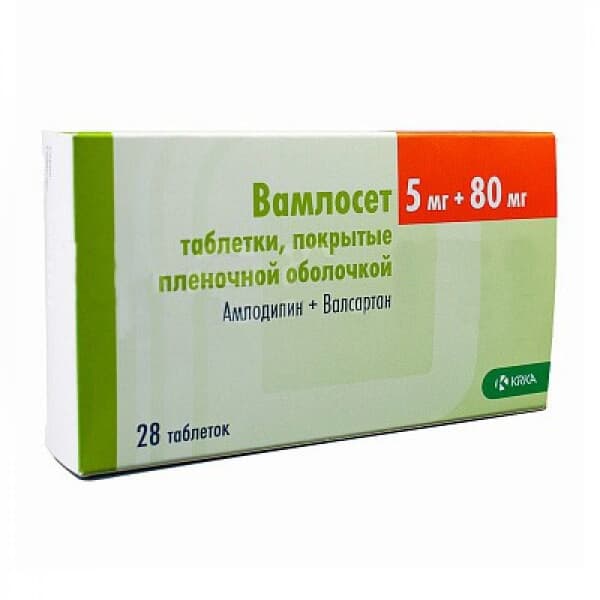 Вамлосет
5 мг + 80 мг
таблетки, покрытые
пленочной оболочкой
Амлодипин + Валсартан
KRKA
28 таблеток